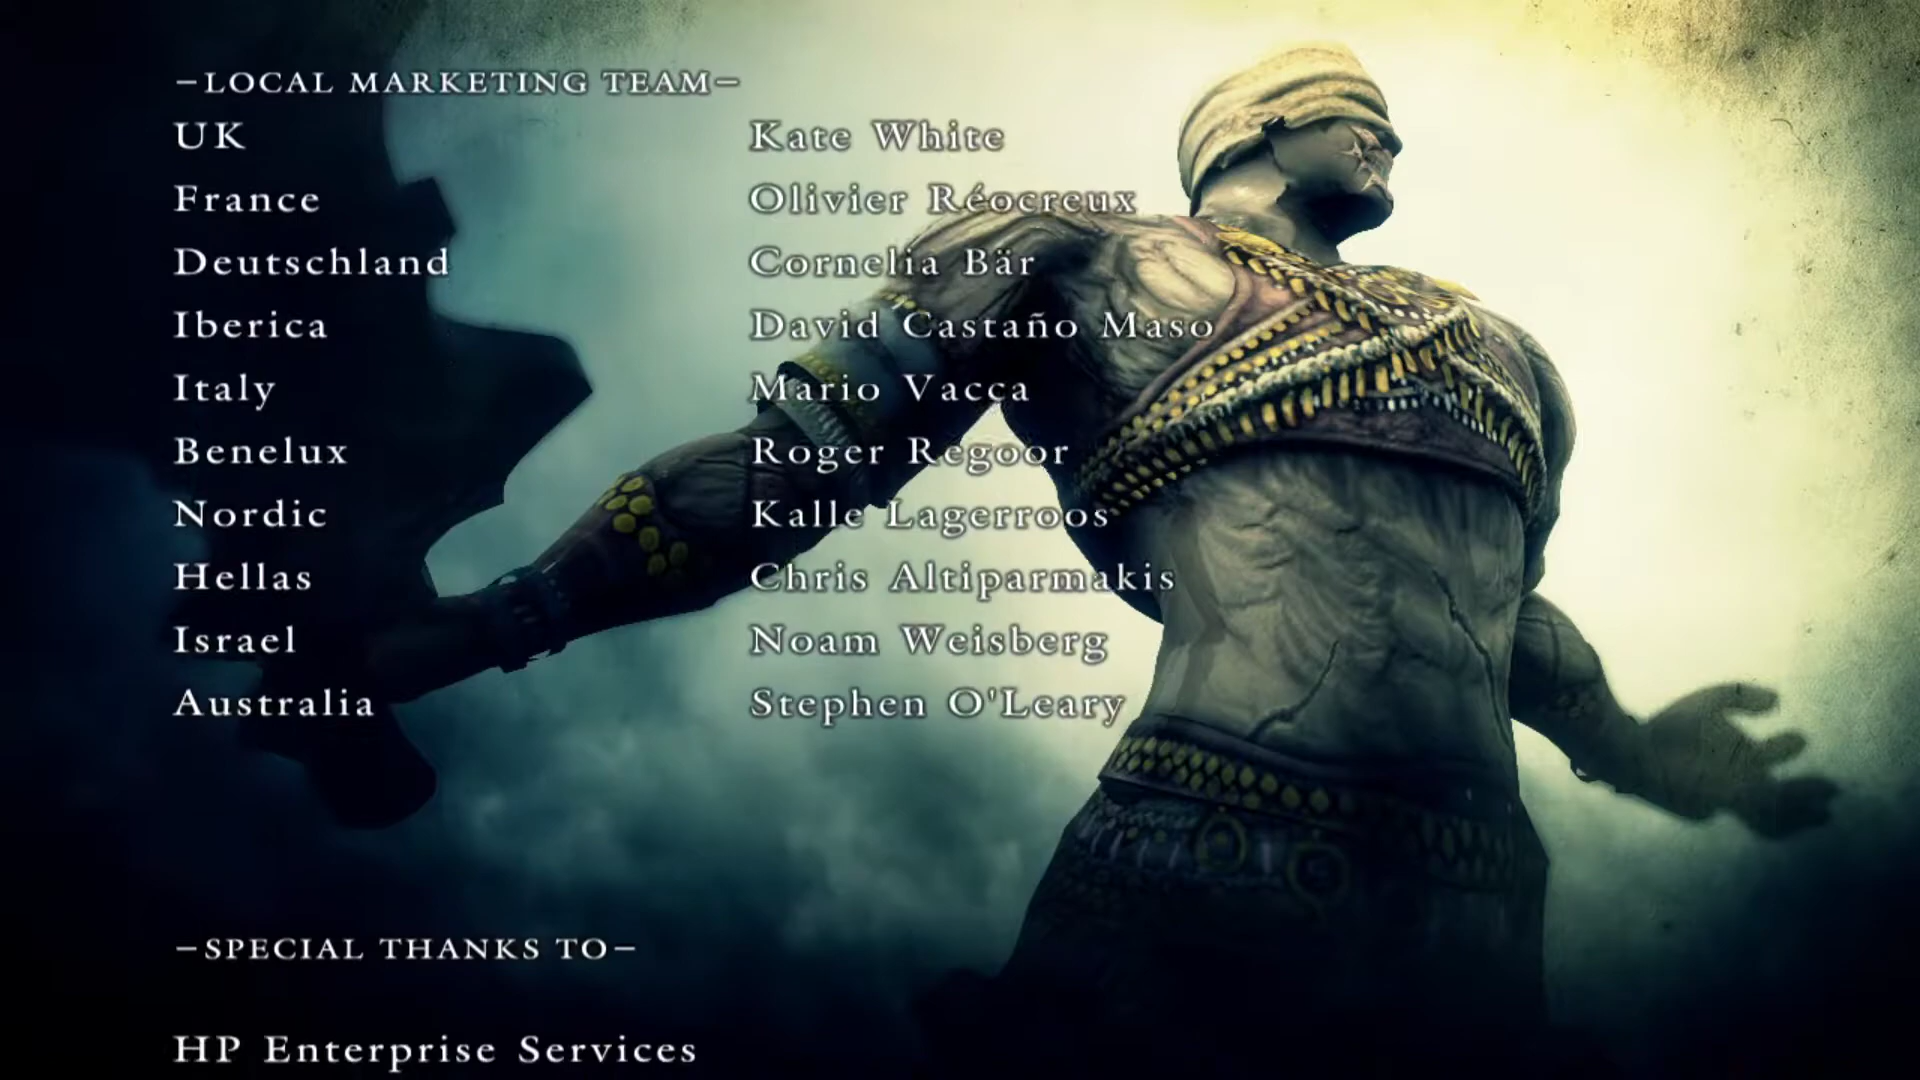 —LOCAL MARKETING TEAM—
UK Kate White
France Olivier Réocreux
Deutschland Cornelia Bär
Iberica David Castaño Maso
Italy Mario Vacca
Benelux Roger Regoor
Nordic Kalle Lagerroos
Hellas Chris Altiparmakis
Israel Noam Weisberg
Australia Stephen O'Leary
—SPECIAL THANKS TO—
HP Enterprise Services